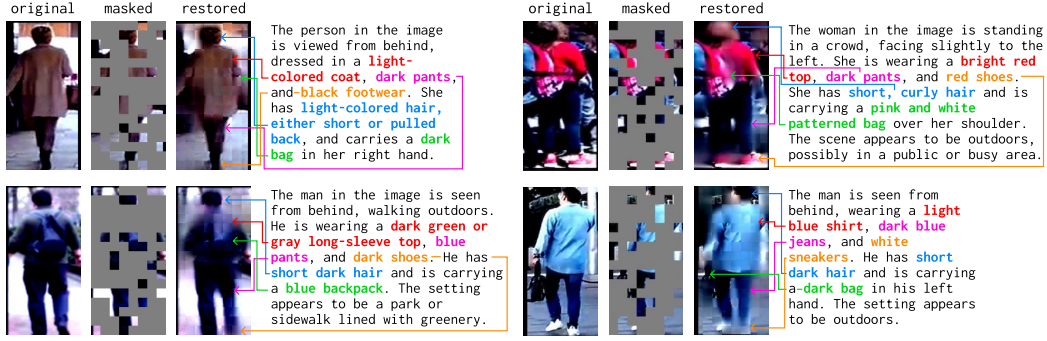 original masked restored
The person in the image
is viewed from behind,
dressed in a light-
colored coat, dark pants,
and black footwear. She
has light-colored hair,
either short or pulled
back, and carries a dark
bag in her right hand.
original masked restored
The woman in the image is standing
in a crowd, facing slightly to the
left. She is wearing a bright red
top, dark pants, and red shoes.
She has short, curly hair and is
carrying a pink and white
patterned bag over her shoulder.
The scene appears to be outdoors,
possibly in a public or busy area.
The man in the image is seen
from behind, walking outdoors.
He is wearing a dark green or
gray long-sleeve top, blue
pants, and dark shoes. He has
short dark hair and is carrying
a blue backpack. The setting
appears to be a park or
sidewalk lined with greenery.
The man is seen from
behind, wearing a light
blue shirt, dark blue
jeans, and white
sneakers. He has short
dark hair and is carrying
a dark bag in his left
hand. The setting appears
to be outdoors.